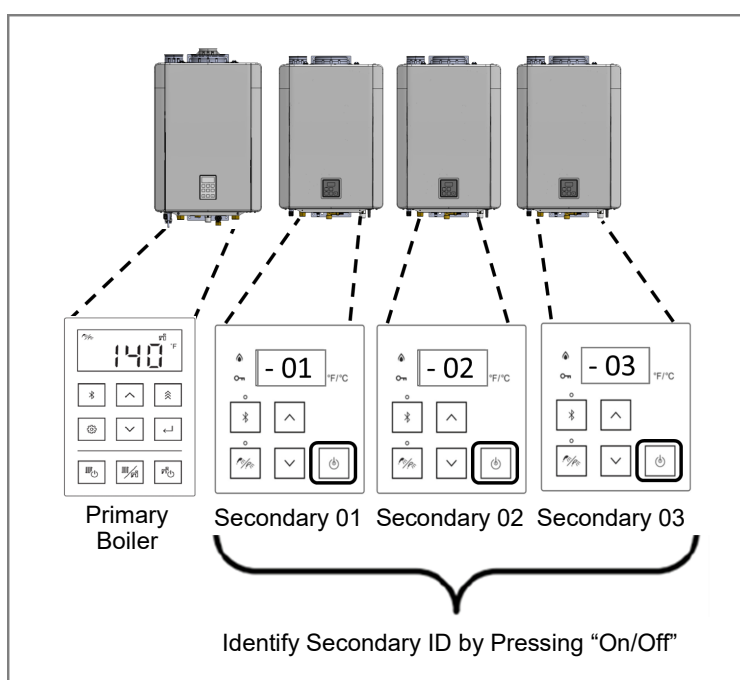 140 °F
- 01 °F/°C
- 02 °F/°C
- 03 °F/°C
Primary
Boiler
Secondary 01
Secondary 02
Secondary 03
Identify Secondary ID by Pressing “On/Off”